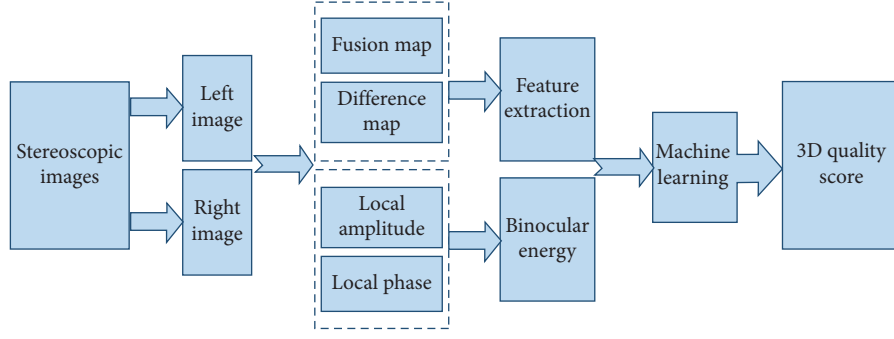 Stereoscopic
images
Left
image
Right
image
Fusion map
Difference
map
Local
amplitude
Local phase
Feature
extraction
Binocular
energy
Machine
learning
3D quality
score